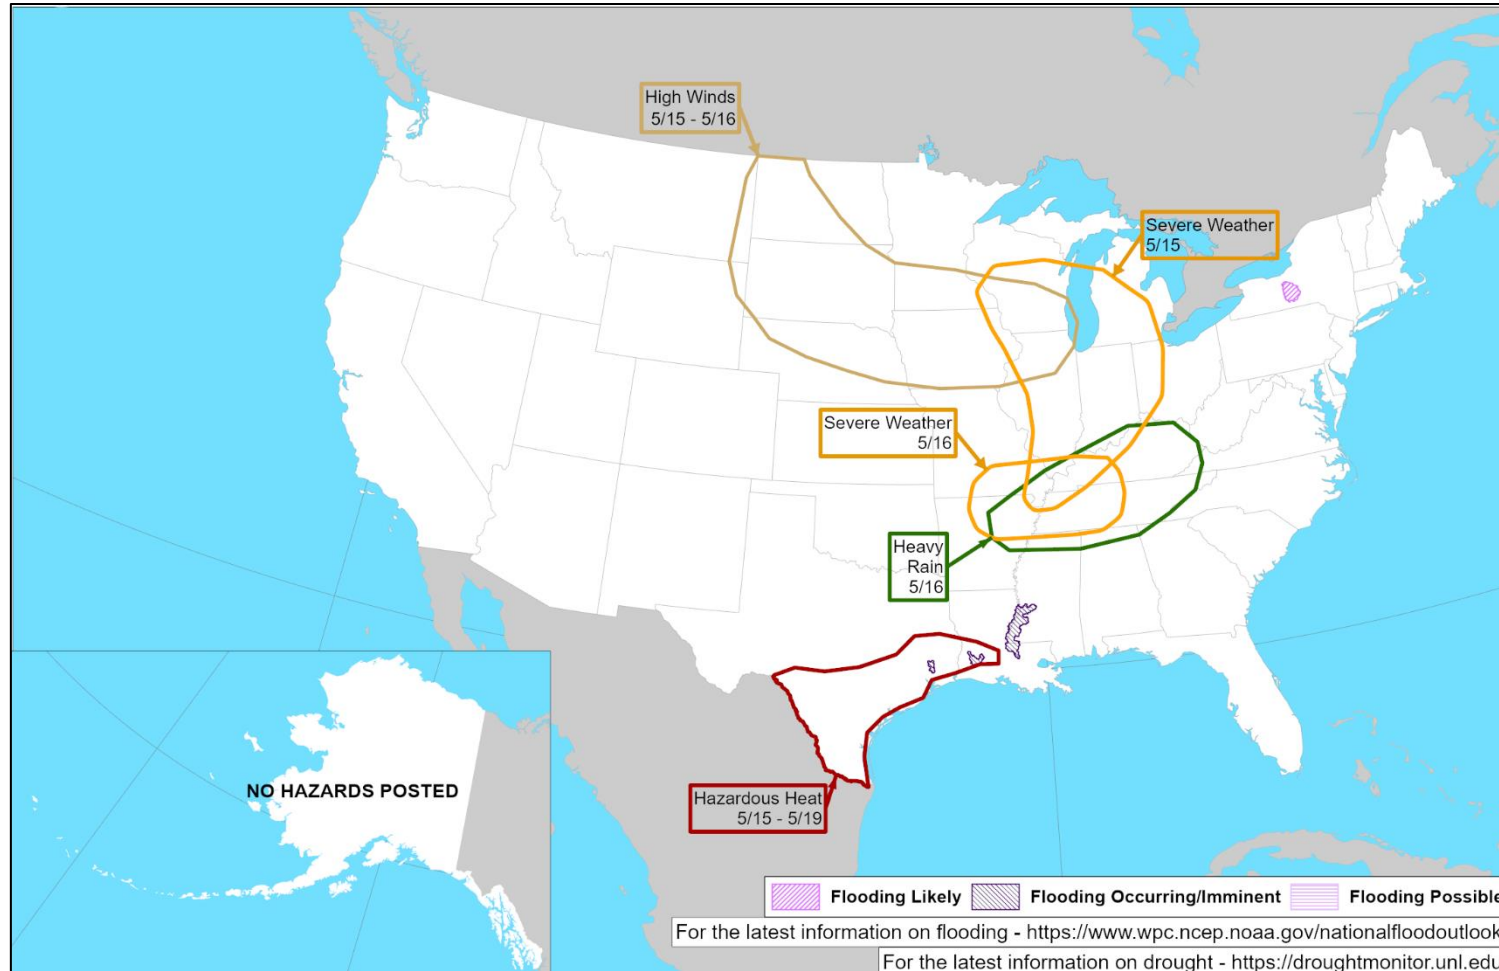 High Winds
5/15 - 5/16
Severe Weather
5/15
Severe Weather
5/16
Heavy
Rain
5/16
Hazardous Heat
5/15 - 5/19
NO HAZARDS POSTED
Flooding Likely
Flooding Occurring/Imminent
Flooding Possible
For the latest information on flooding - https://www.wpc.ncep.noaa.gov/nationalfloodoutlook
For the latest information on drought - https://droughtmonitor.unl.edu